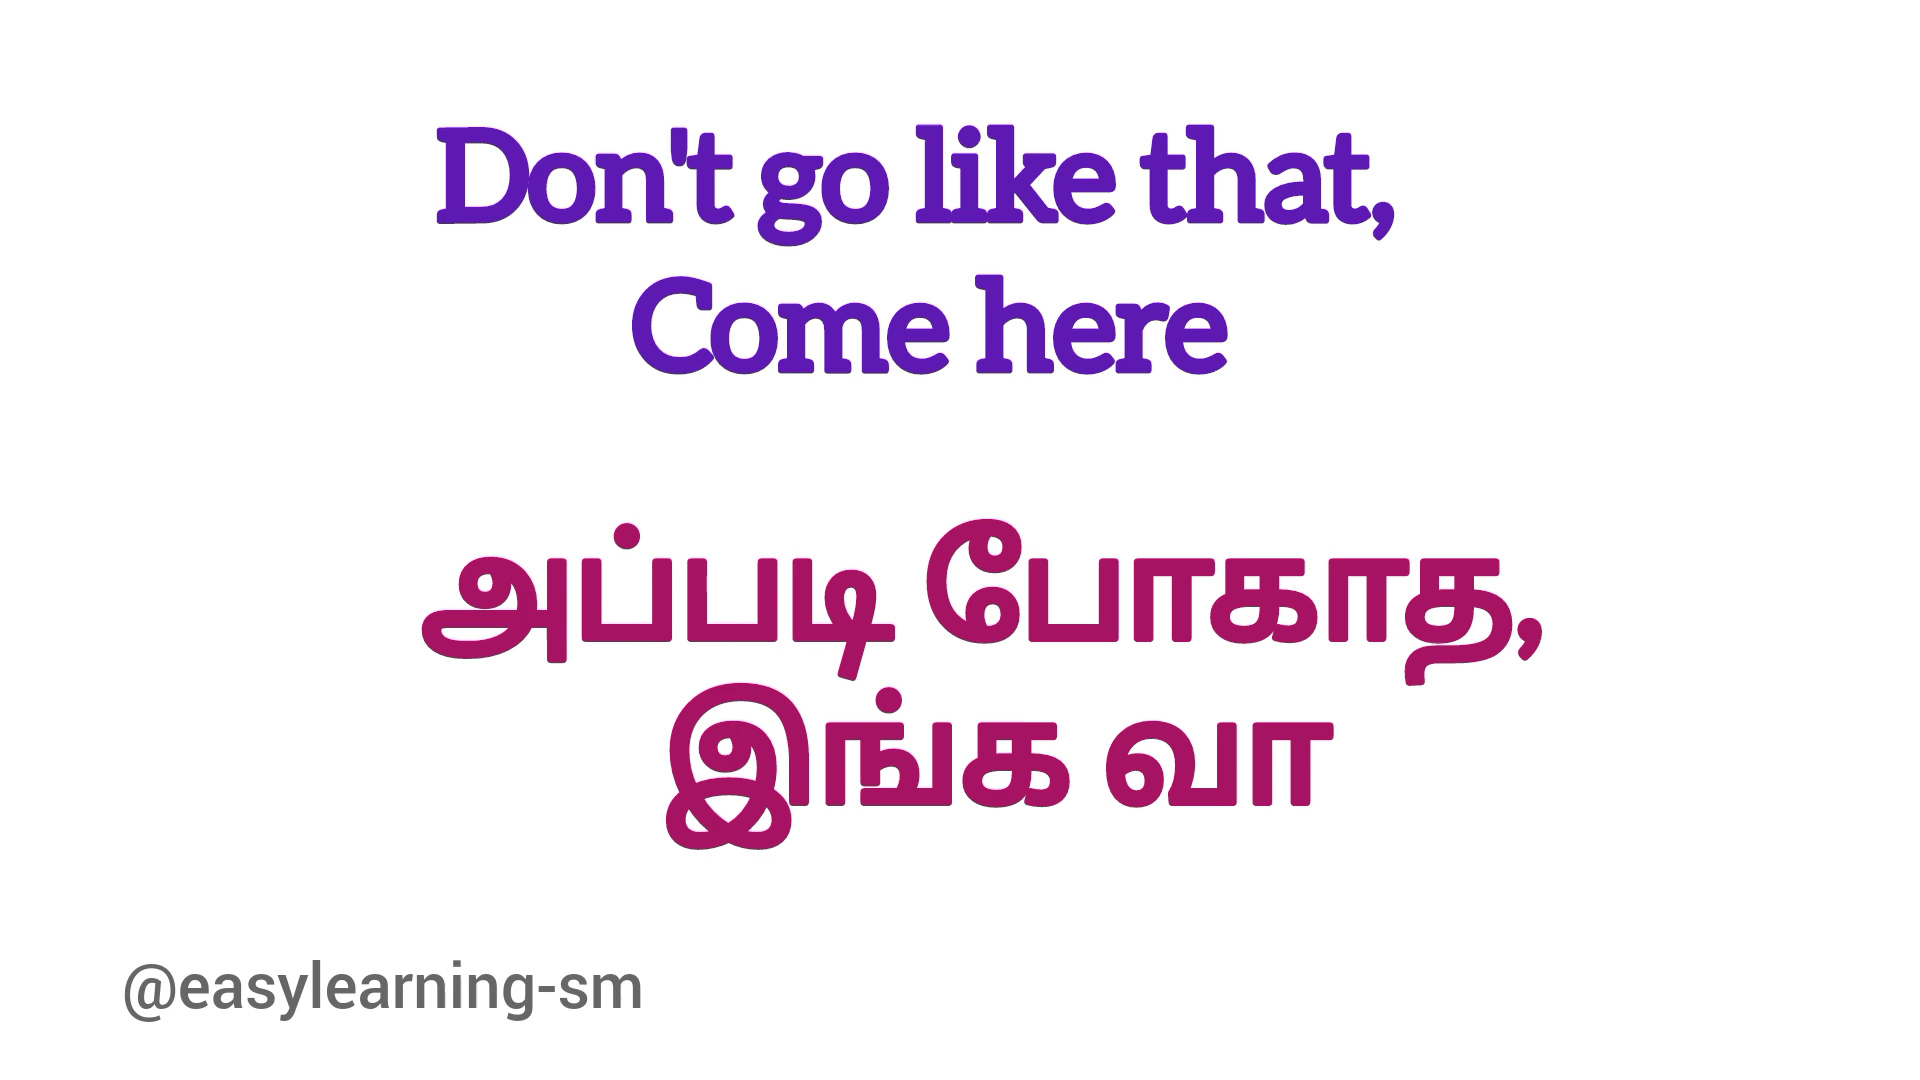 Don't go like that,
Come here
அப்படி போகாத,
இங்க வா
@easylearning-sm